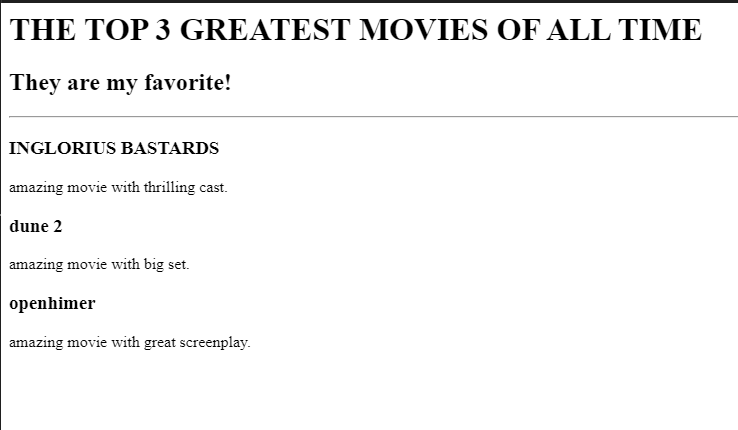 THE TOP 3 GREATEST MOVIES OF ALL TIME
They are my favorite!
INGLORIUS BASTARDS
amazing movie with thrilling cast.
dune 2
amazing movie with big set.
openhimer
amazing movie with great screenplay.